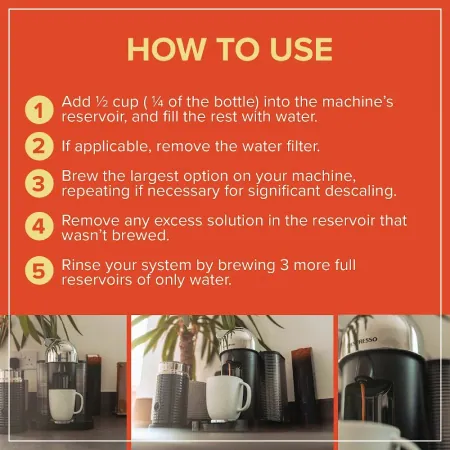 HOW TO USE
1 Add ½ cup ( ¼ of the bottle) into the machine's
reservoir, and fill the rest with water.
2 If applicable, remove the water filter.
3 Brew the largest option on your machine,
repeating if necessary for significant descaling.
4 Remove any excess solution in the reservoir that
wasn't brewed.
5 Rinse your system by brewing 3 more full
reservoirs of only water.